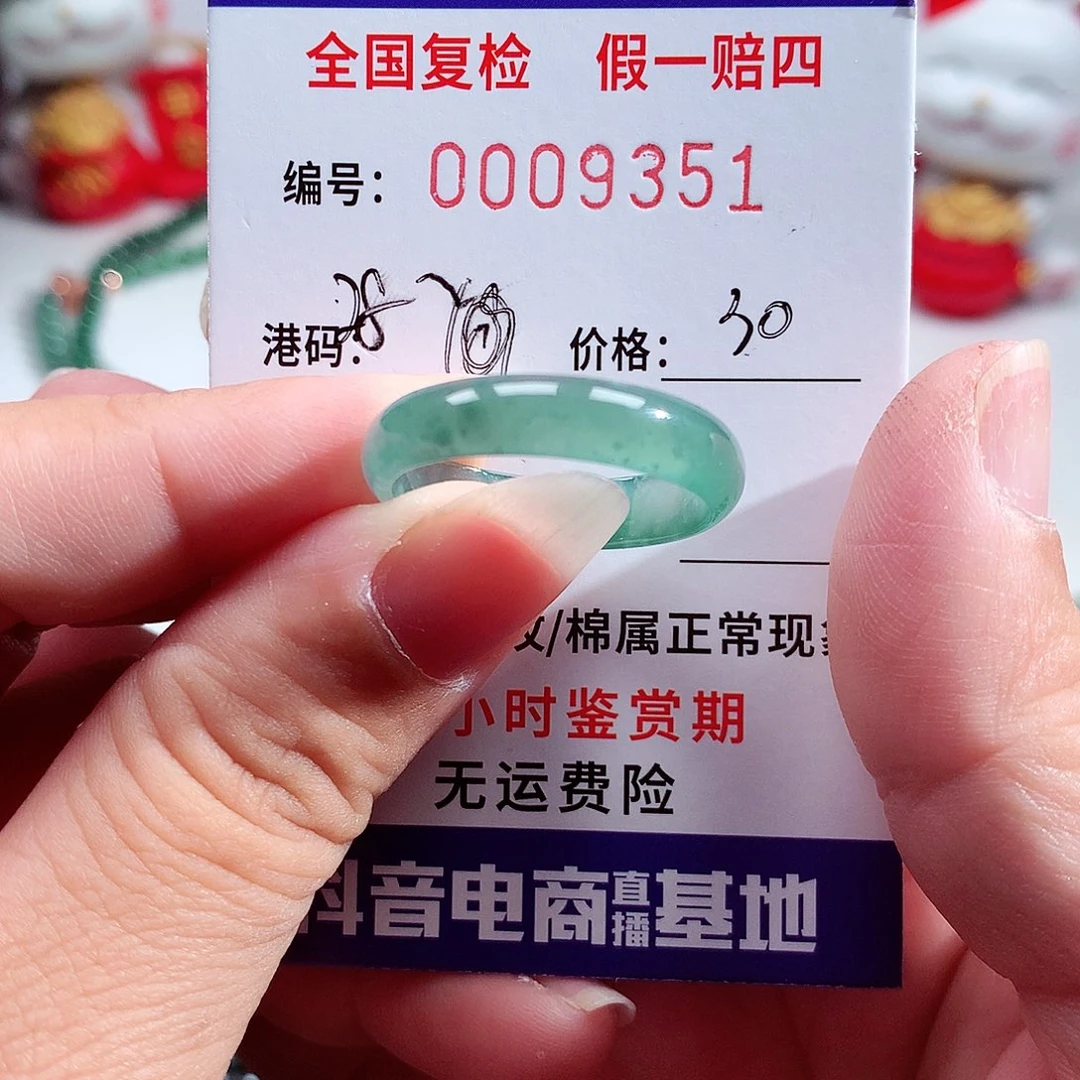 全国复检 假一赔四
编号: 0009351
港码: 28
价格: 30
/棉属正常现
小时鉴赏期
无运费险
抖音电商直播基地